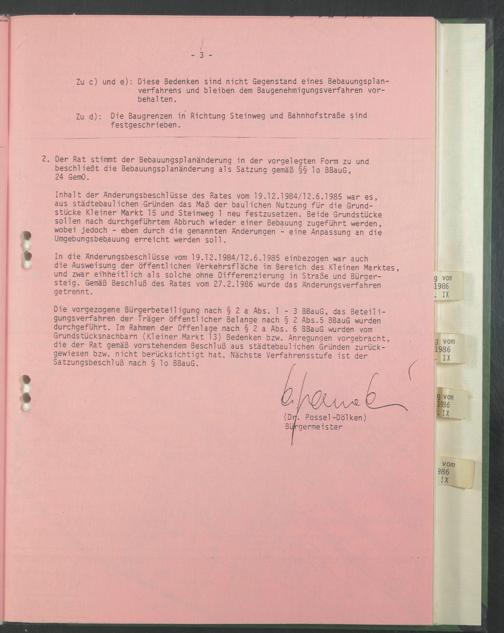 - 3 -
Zu c) und e): Diese Bedenken sind nicht Gegenstand eines Bebauungsplan-
verfahrens und bleiben dem Baugenehmigungsverfahren vor-
behalten.
Zu d): Die Baugrenzen in Richtung Steinweg und Bahnhofstraße sind
festgeschrieben.
2. Der Rat stimmt der Bebauungsplanänderung in der vorgelegten Form zu und
beschließt die Bebauungsplanänderung als Satzung gemäß §§ 1o BBauG,
24 GemO.
Inhalt der Änderungsbeschlüsse des Rates vom 19.12.1984/12.6.1985 war es,
aus städtebaulichen Gründen das Maß der baulichen Nutzung für die Grund-
stücke Kleiner Markt 15 und Steinweg 1 neu festzusetzen. Beide Grundstücke
sollen nach durchgeführtem Abbruch wieder einer Bebauung zugeführt werden,
wobei jedoch - eben durch die genannten Änderungen - eine Anpassung an die
Umgebungsbebauung erreicht werden soll.
In die Änderungsbeschlüsse vom 19.12.1984/12.6.1985 einbezogen war auch
die Ausweisung der öffentlichen Verkehrsfläche im Bereich des Kleinen Marktes,
und zwar einheitlich als solche ohne Differenzierung in Straße und Bürger-
steig. Gemäß Beschluß des Rates vom 27.2.1986 wurde das Änderungsverfahren
getrennt.
Die vorgezogene Bürgerbeteiligung nach § 2 a Abs. 1 - 3 BBauG, das Beteili-
gungsverfahren der Träger öffentlicher Belange nach § 2 Abs.5 BBauG wurden
durchgeführt. Im Rahmen der Offenlage nach § 2 a Abs. 6 BBauG wurden vom
Grundstücksnachbarn (Kleiner Markt 13) Bedenken bzw. Anregungen vorgebracht,
die der Rat gemäß vorstehendem Beschluß aus städtebaulichen Gründen zurück-
gewiesen bzw. nicht berücksichtigt hat. Nächste Verfahrensstufe ist der
Satzungsbeschluß nach § 1o BBauG.
(Dr. Possel-Dölken)
Bürgermeister
g vom
1986
. IX
g vom
1986
. IX
g vom
986
. IX
vom
986
IX